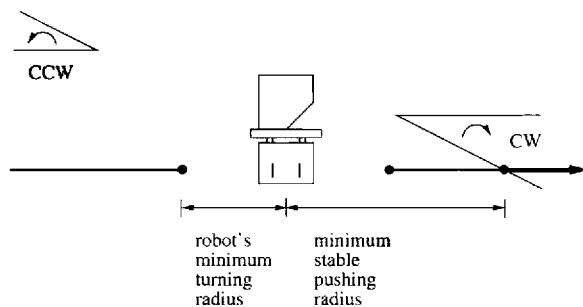 CCW
CW
robot's
minimum
turning
radius
minimum
stable
pushing
radius